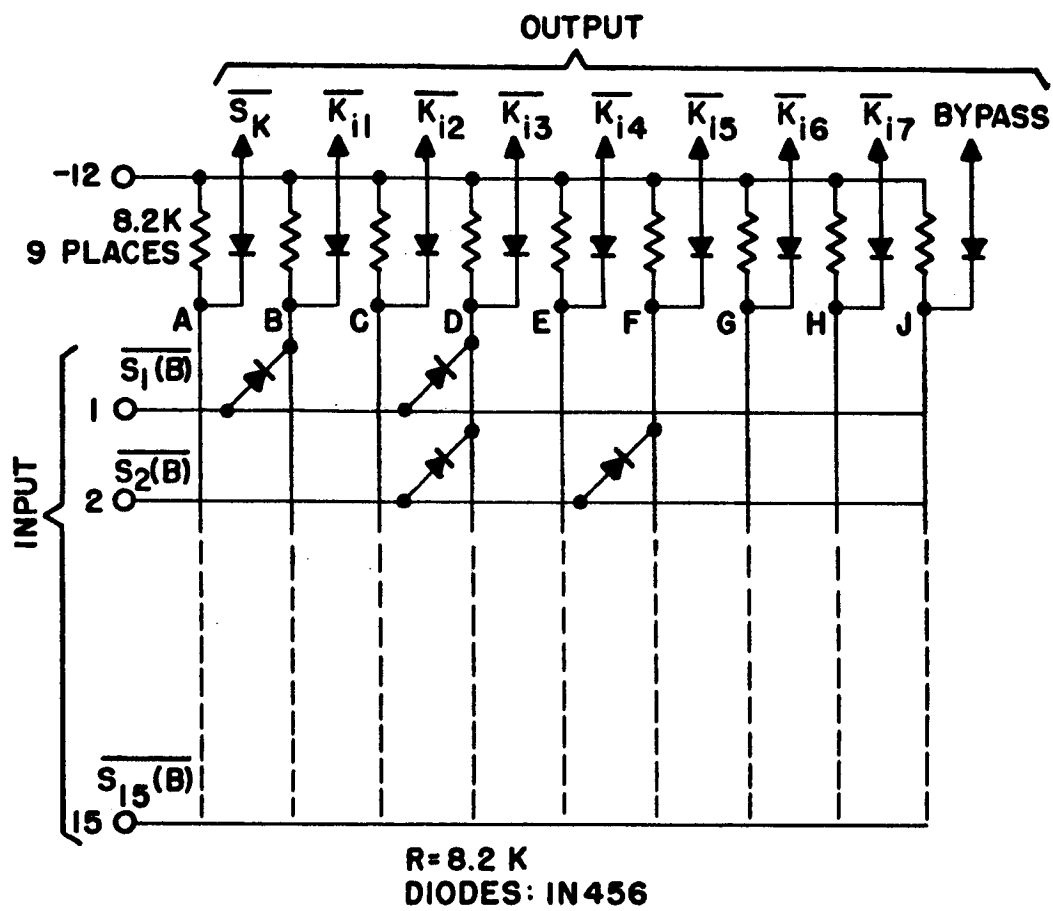 OUTPUT
S̅K̅ K̅i1̅ K̅i2̅ K̅i3̅ K̅i4̅ K̅i5̅ K̅i6̅ K̅i7̅ BYPASS
-12
8.2K
9 PLACES
A B C D E F G H J
S̅1̅(̅B̅)̅
1
S̅2̅(̅B̅)̅
2
INPUT
S̅15̅(̅B̅)̅
15
R=8.2 K
DIODES: IN456